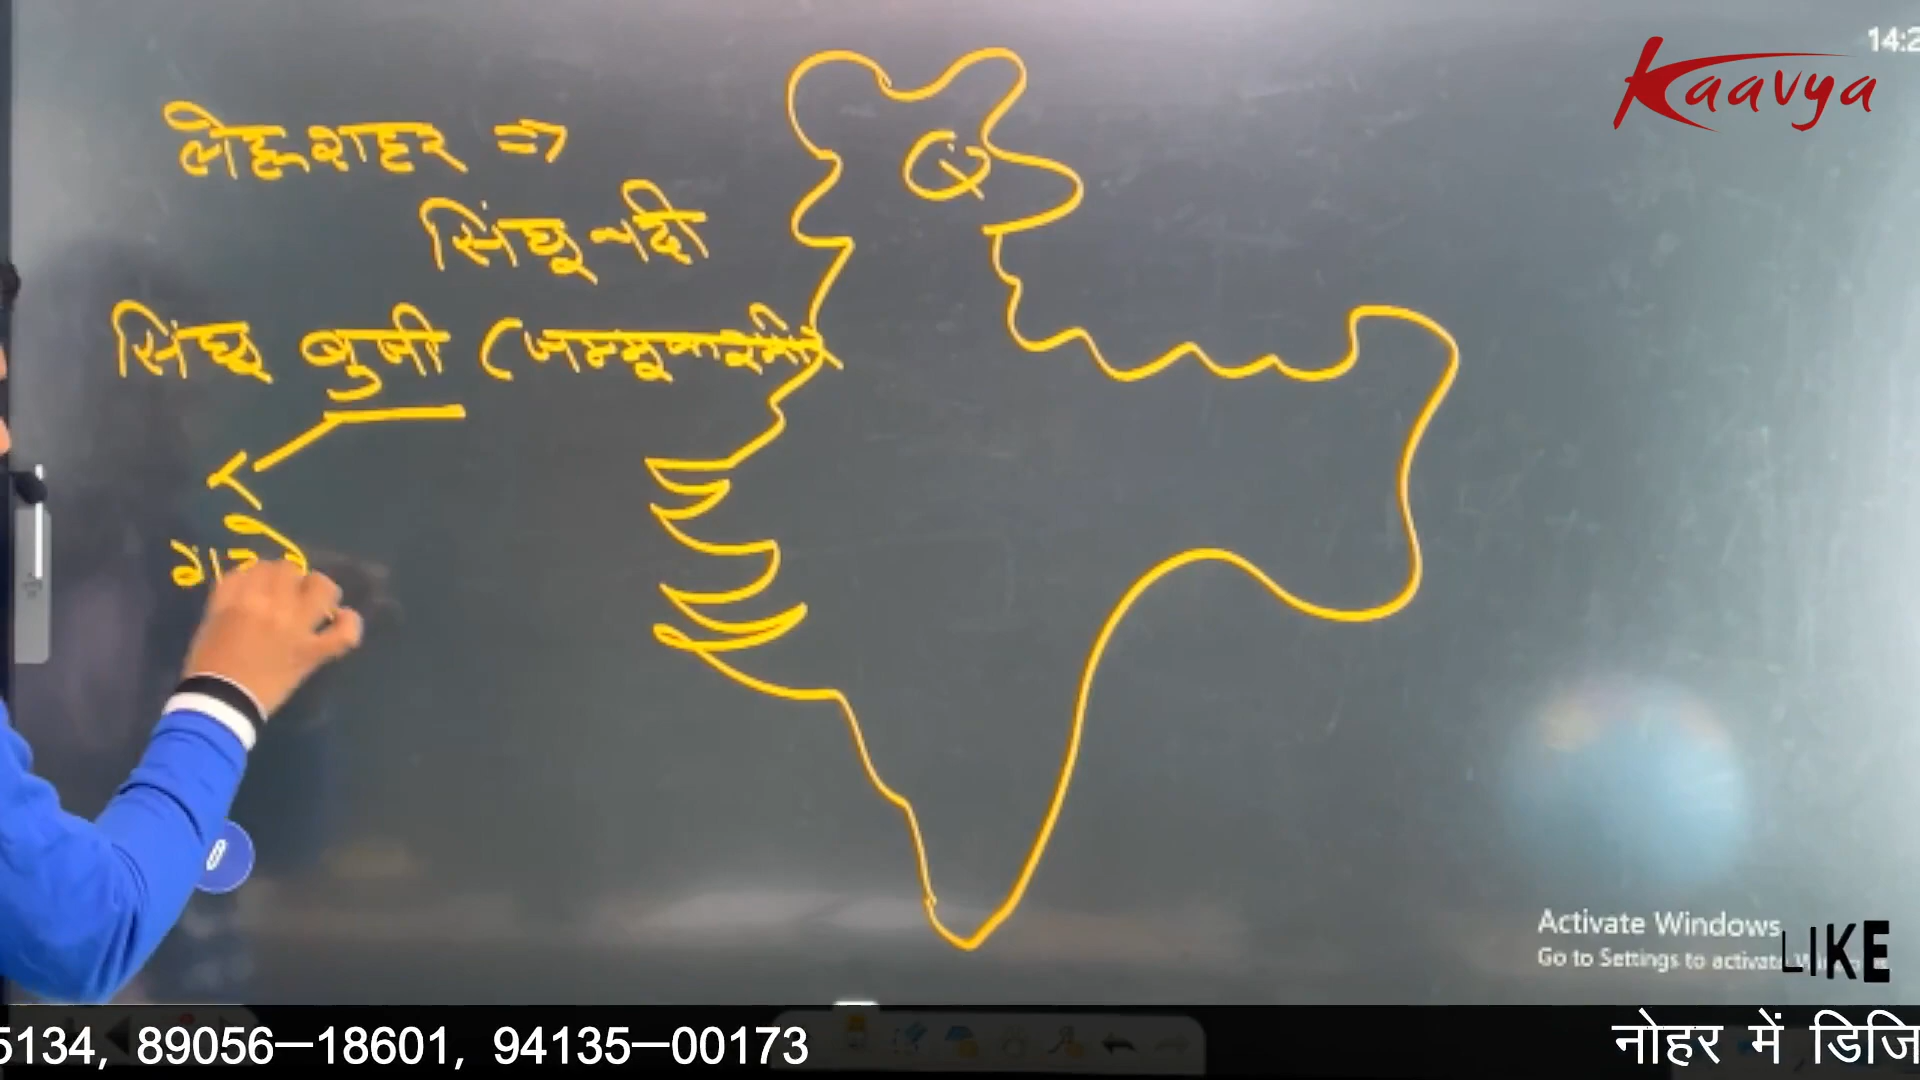 लेह शहर ⇒
सिंधु नदी
सिंधु बुंजी (जम्मू कश्मीर
Kaavya
14:2
Activate Windows
Go to Settings to activate
LIKE
5134, 89056–18601, 94135–00173
नोहर में डिजि